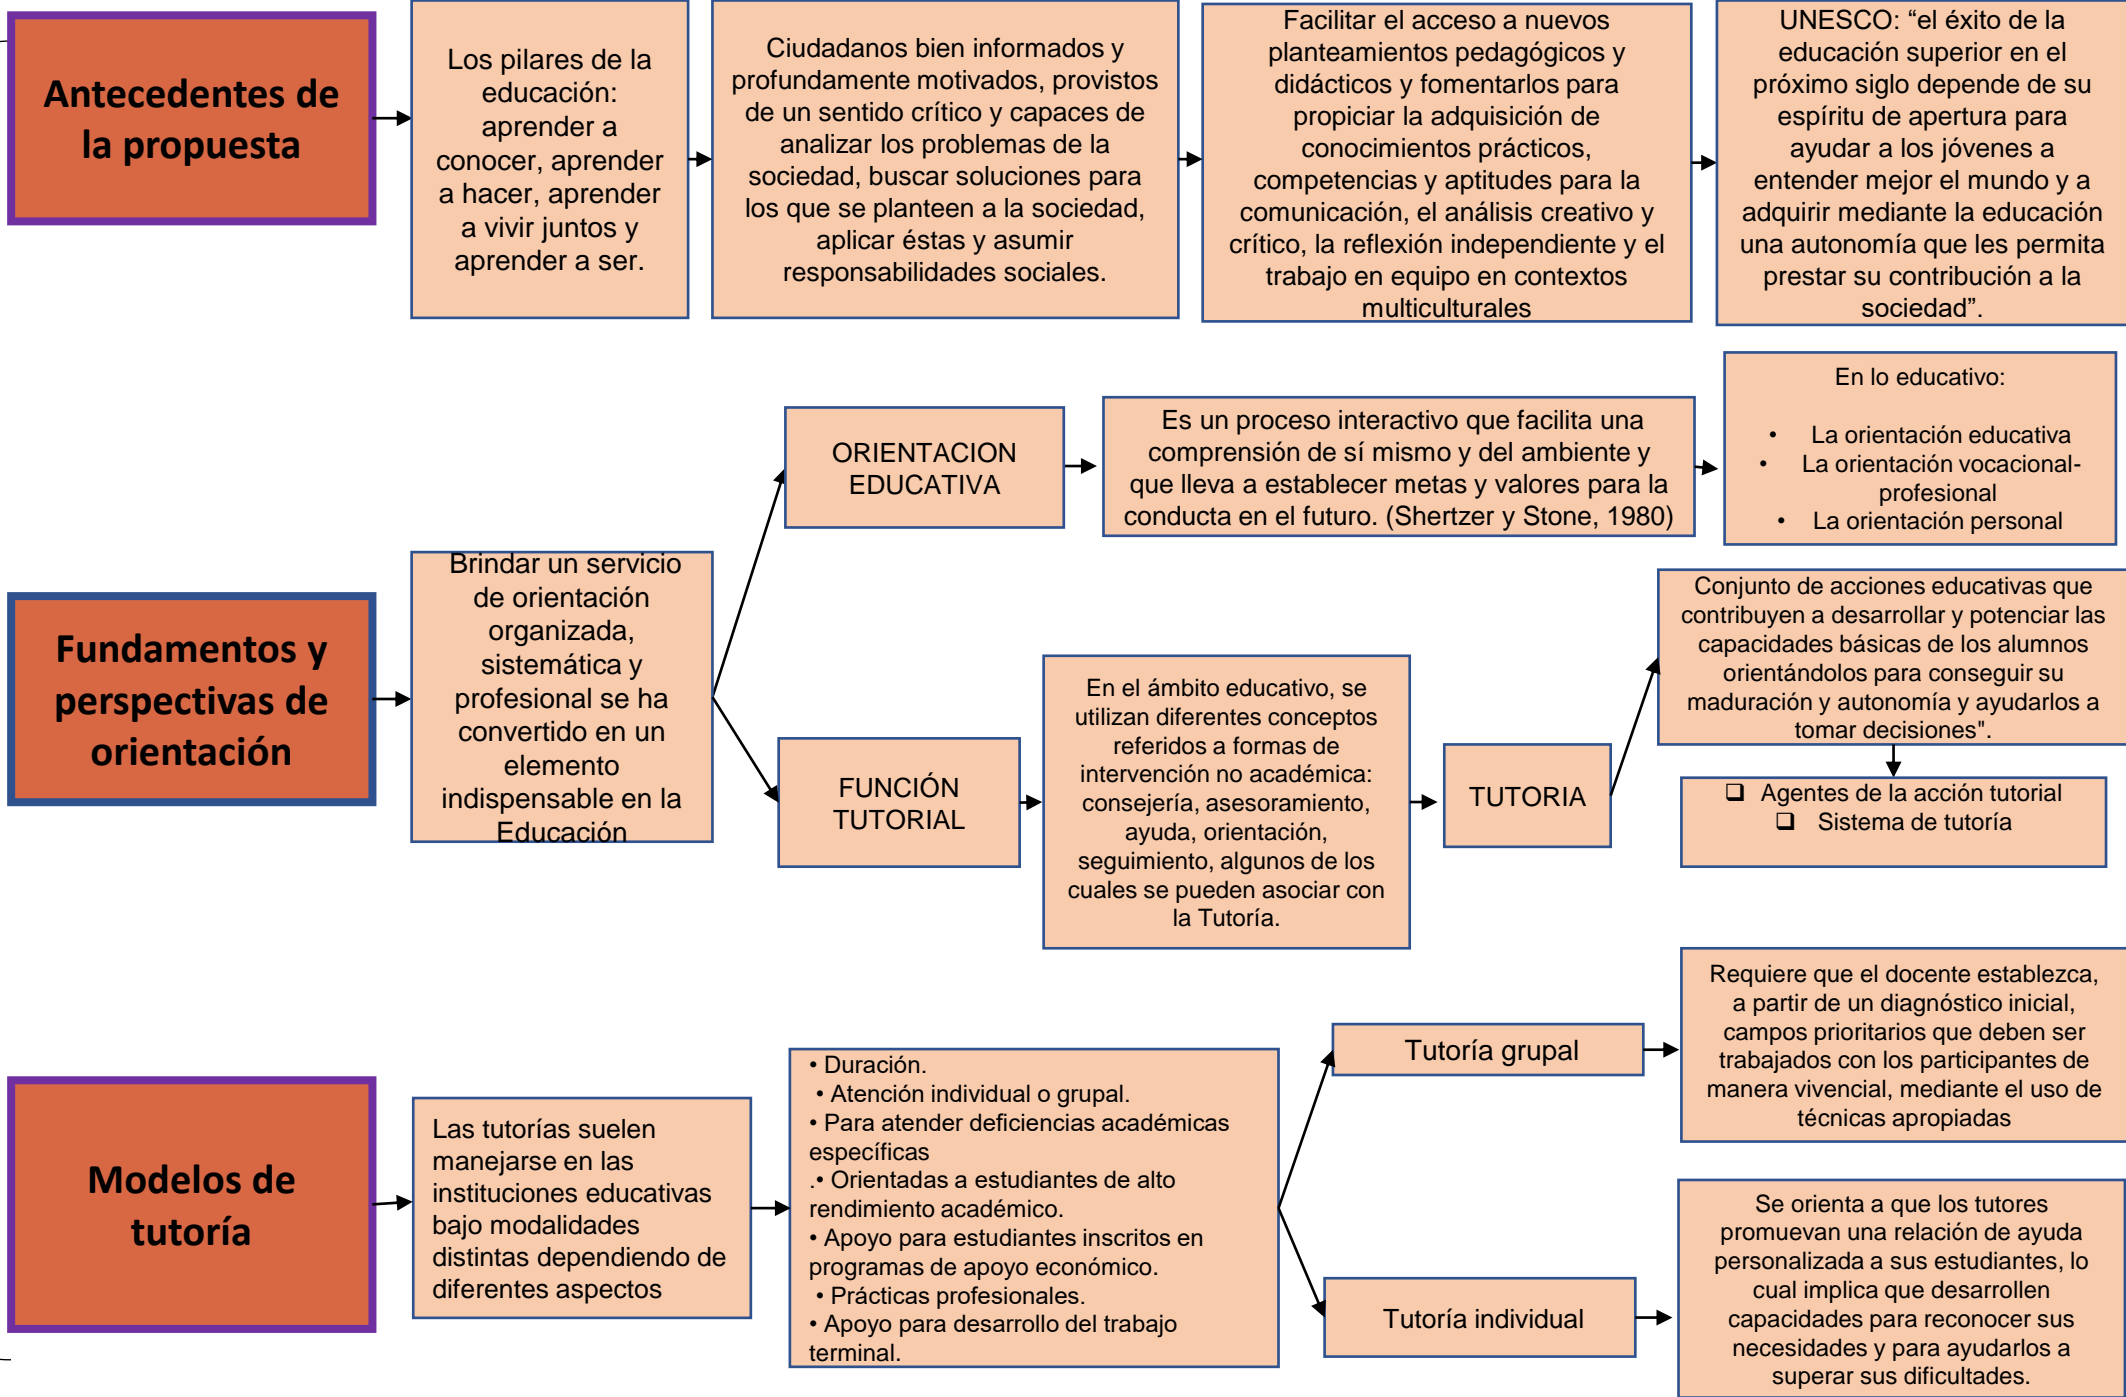 Antecedentes de
la propuesta
Los pilares de la
educación:
aprender a
conocer, aprender
a hacer, aprender
a vivir juntos y
aprender a ser.
Ciudadanos bien informados y
profundamente motivados, provistos
de un sentido crítico y capaces de
analizar los problemas de la
sociedad, buscar soluciones para
los que se planteen a la sociedad,
aplicar éstas y asumir
responsabilidades sociales.
Facilitar el acceso a nuevos
planteamientos pedagógicos y
didácticos y fomentarlos para
propiciar la adquisición de
conocimientos prácticos,
competencias y aptitudes para la
comunicación, el análisis creativo y
crítico, la reflexión independiente y el
trabajo en equipo en contextos
multiculturales
UNESCO: “el éxito de la
educación superior en el
próximo siglo depende de su
espíritu de apertura para
ayudar a los jóvenes a
entender mejor el mundo y a
adquirir mediante la educación
una autonomía que les permita
prestar su contribución a la
sociedad”.
Fundamentos y
perspectivas de
orientación
Brindar un servicio
de orientación
organizada,
sistemática y
profesional se ha
convertido en un
elemento
indispensable en la
Educación
ORIENTACION
EDUCATIVA
Es un proceso interactivo que facilita una
comprensión de sí mismo y del ambiente y
que lleva a establecer metas y valores para la
conducta en el futuro. (Shertzer y Stone, 1980)
En lo educativo:
• La orientación educativa
• La orientación vocacional-
profesional
• La orientación personal
FUNCIÓN
TUTORIAL
En el ámbito educativo, se
utilizan diferentes conceptos
referidos a formas de
intervención no académica:
consejería, asesoramiento,
ayuda, orientación,
seguimiento, algunos de los
cuales se pueden asociar con
la Tutoría.
TUTORIA
Conjunto de acciones educativas que
contribuyen a desarrollar y potenciar las
capacidades básicas de los alumnos
orientándolos para conseguir su
maduración y autonomía y ayudarlos a
tomar decisiones".
❑ Agentes de la acción tutorial
❑ Sistema de tutoría
Modelos de
tutoría
Las tutorías suelen
manejarse en las
instituciones educativas
bajo modalidades
distintas dependiendo de
diferentes aspectos
• Duración.
• Atención individual o grupal.
• Para atender deficiencias académicas
específicas
.• Orientadas a estudiantes de alto
rendimiento académico.
• Apoyo para estudiantes inscritos en
programas de apoyo económico.
• Prácticas profesionales.
• Apoyo para desarrollo del trabajo
terminal.
Tutoría grupal
Requiere que el docente establezca,
a partir de un diagnóstico inicial,
campos prioritarios que deben ser
trabajados con los participantes de
manera vivencial, mediante el uso de
técnicas apropiadas
Tutoría individual
Se orienta a que los tutores
promuevan una relación de ayuda
personalizada a sus estudiantes, lo
cual implica que desarrollen
capacidades para reconocer sus
necesidades y para ayudarlos a
superar sus dificultades.